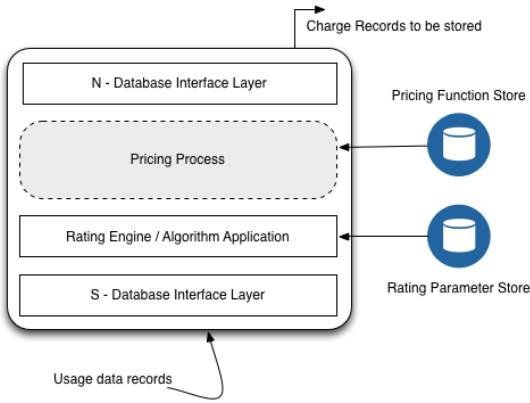 Charge Records to be stored
N - Database Interface Layer
Pricing Function Store
Pricing Process
Rating Engine / Algorithm Application
Rating Parameter Store
S - Database Interface Layer
Usage data records